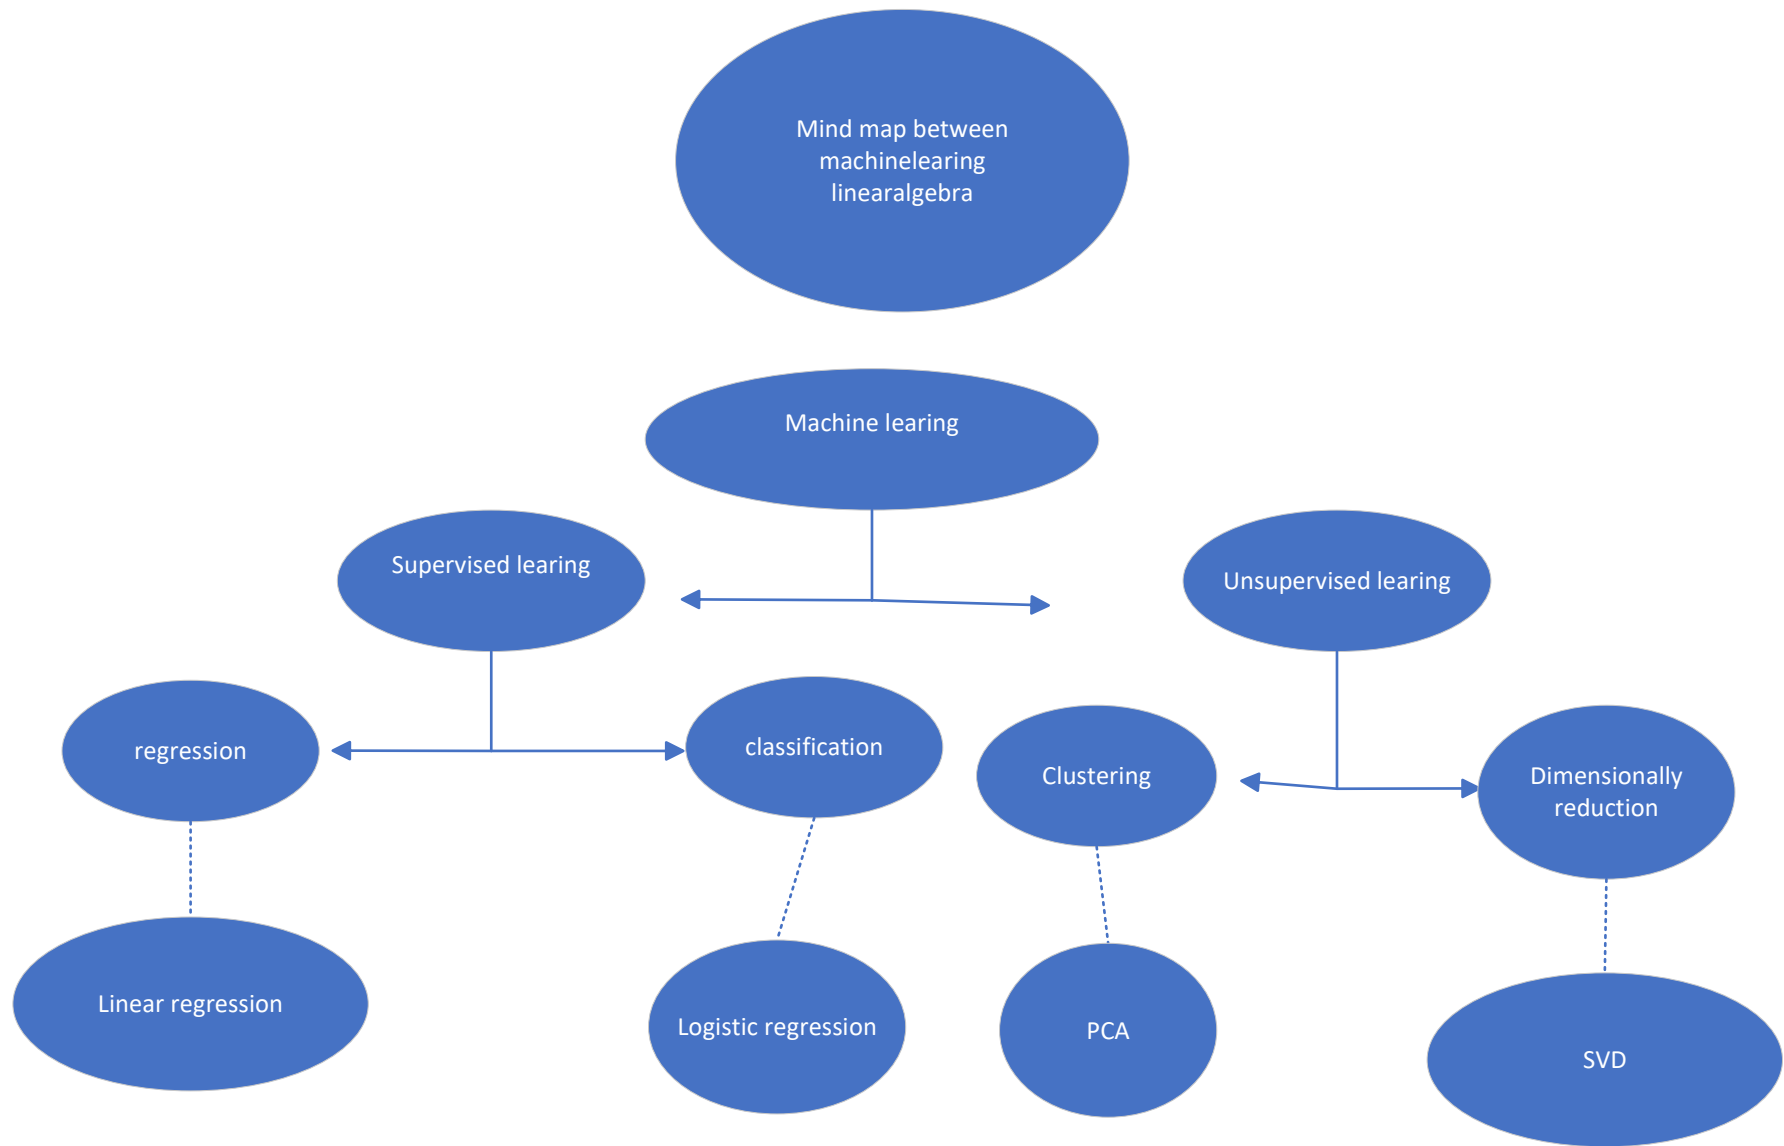 Mind map between
machinelearing
linearalgebra
Machine learing
Supervised learing
Unsupervised learing
regression
classification
Clustering
Dimensionally
reduction
Linear regression
Logistic regression
PCA
SVD